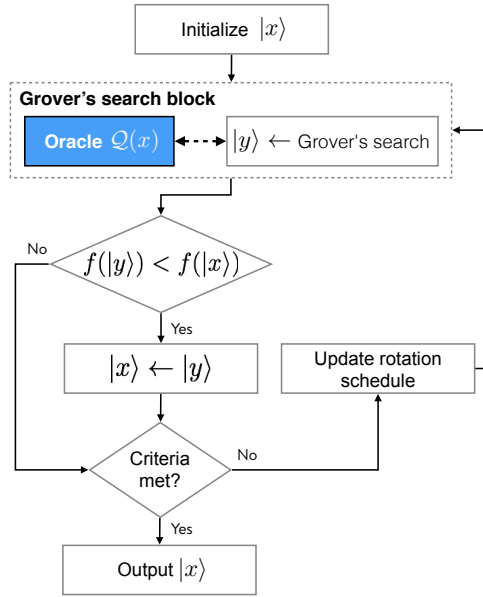 Initialize |x⟩
Grover's search block
Oracle 𝒬(x)
|y⟩ ← Grover's search
No
f(|y⟩) < f(|x⟩)
Yes
|x⟩ ← |y⟩
Update rotation
schedule
Criteria
met?
No
Yes
Output |x⟩